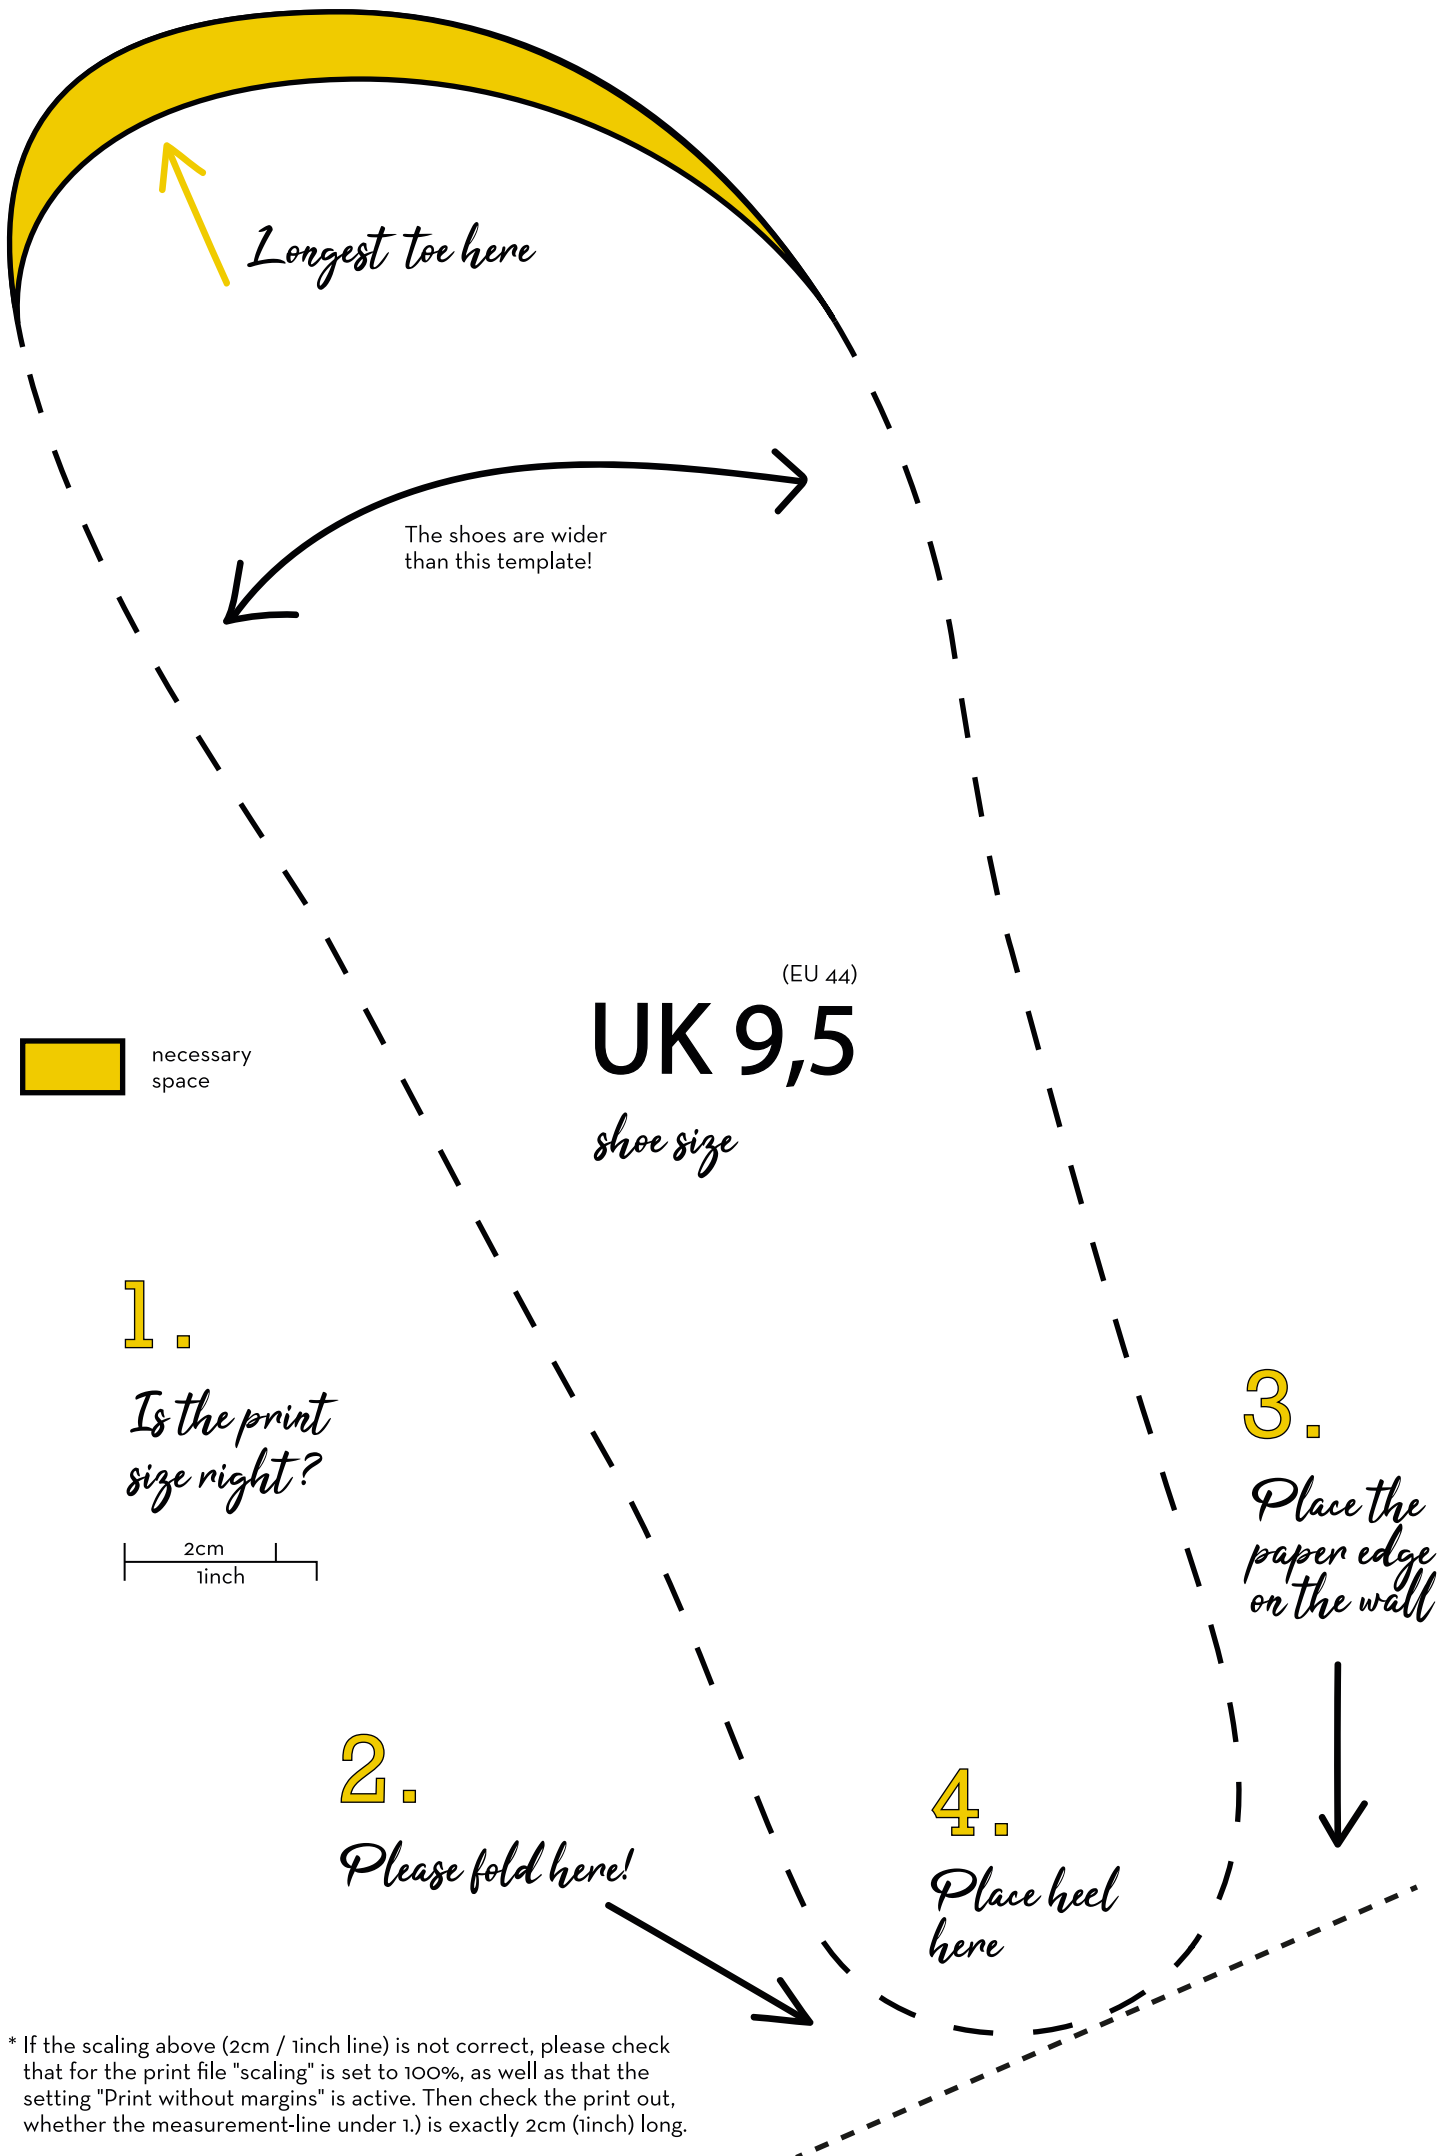 Longest toe here
The shoes are wider
than this template!
(EU 44)
UK 9,5
shoe size
necessary
space
1.
Is the print
size right?
2cm
1inch
2.
Please fold here!
3.
Place the
paper edge
on the wall
4.
Place heel
here
* If the scaling above (2cm / 1inch line) is not correct, please check
that for the print file "scaling" is set to 100%, as well as that the
setting "Print without margins" is active. Then check the print out,
whether the measurement-line under 1.) is exactly 2cm (1inch) long.